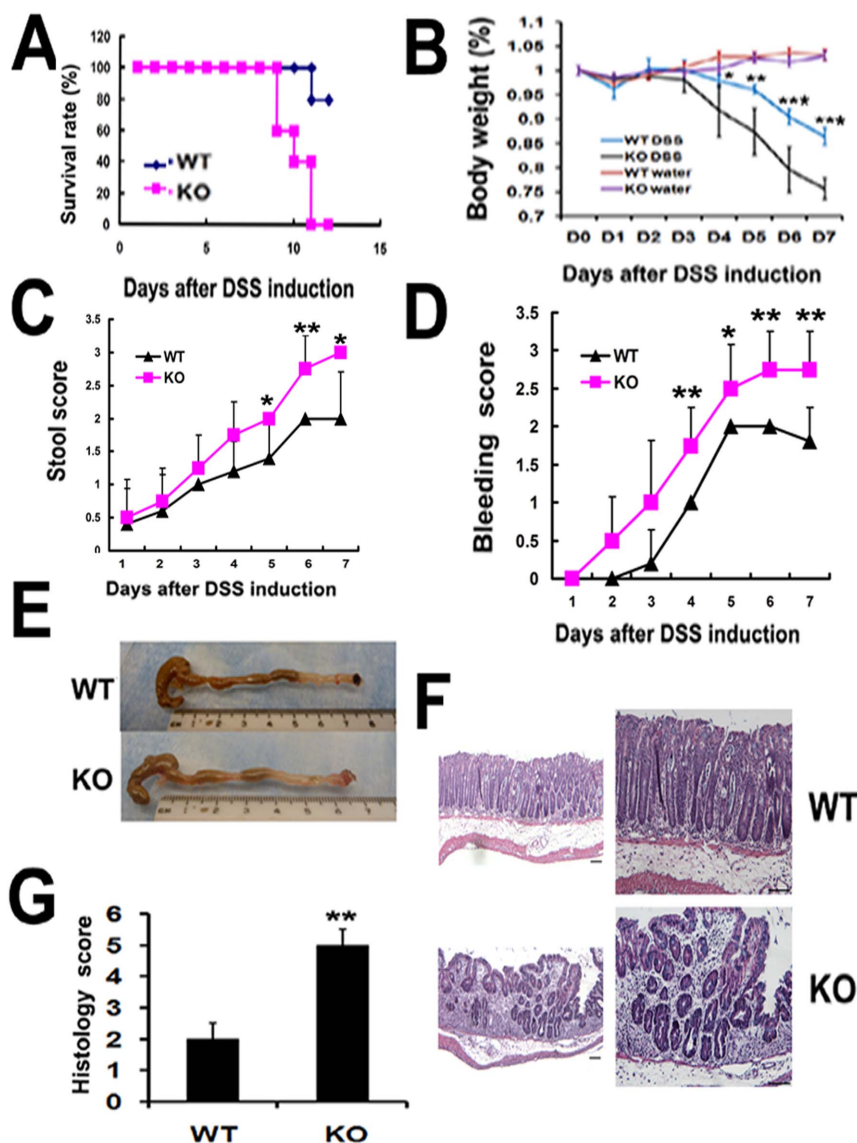 A
120
100
80
60
40
20
0
Survival rate (%)
WT
KO
5
10
15
Days after DSS induction
B
1.1
1.05
1
0.95
0.9
0.85
0.8
0.75
0.7
Body weight (%)
* ** *** ***
WT DSS
KO DSS
WT water
KO water
D0 D1 D2 D3 D4 D5 D6 D7
Days after DSS induction
C
3.5
3
2.5
2
1.5
1
0.5
0
Stool score
WT
KO
* ** *
1 2 3 4 5 6 7
Days after DSS induction
D
3.5
3
2.5
2
1.5
1
0.5
0
Bleeding score
WT
KO
** * ** **
1 2 3 4 5 6 7
Days after DSS induction
E
WT
KO
F
WT
KO
G
6
5
4
3
2
1
0
Histology score
**
WT KO